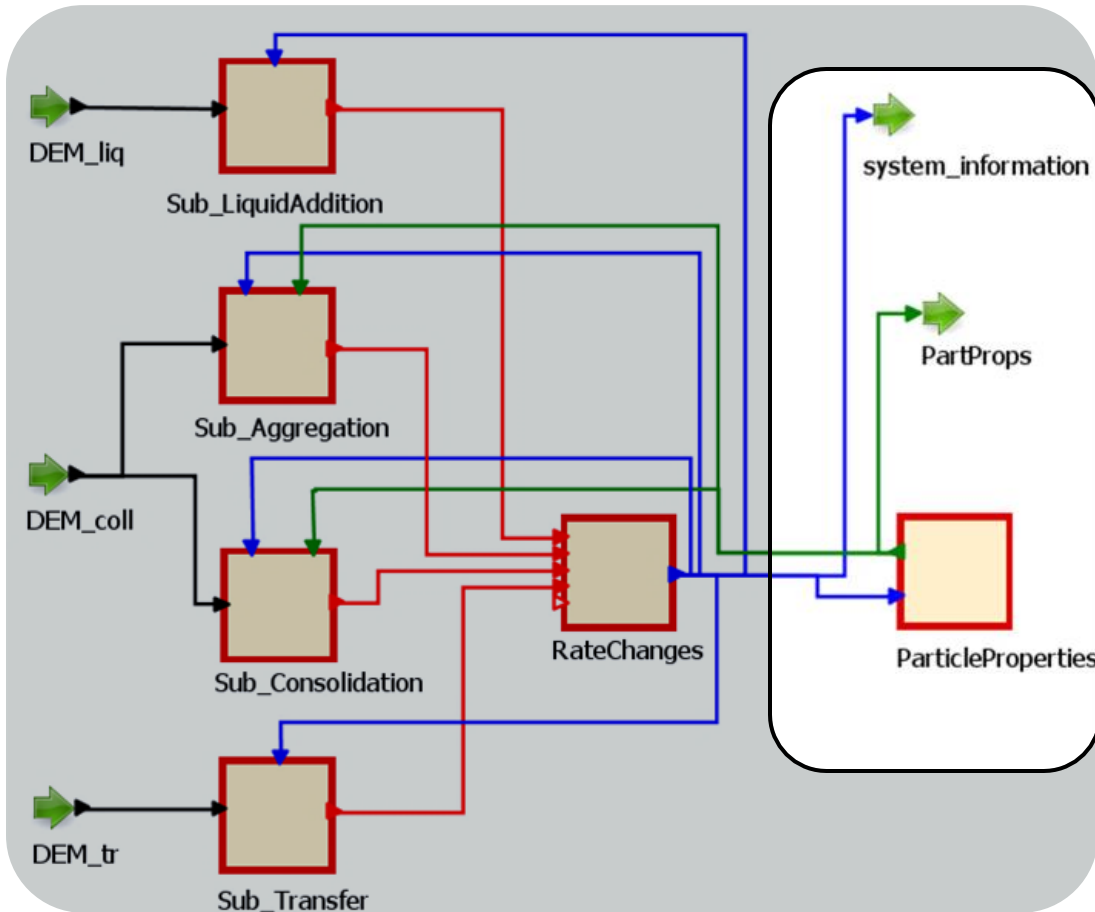 DEM_liq
Sub_LiquidAddition
system_information
PartProps
Sub_Aggregation
DEM_coll
RateChanges
ParticleProperties
Sub_Consolidation
DEM_tr
Sub_Transfer